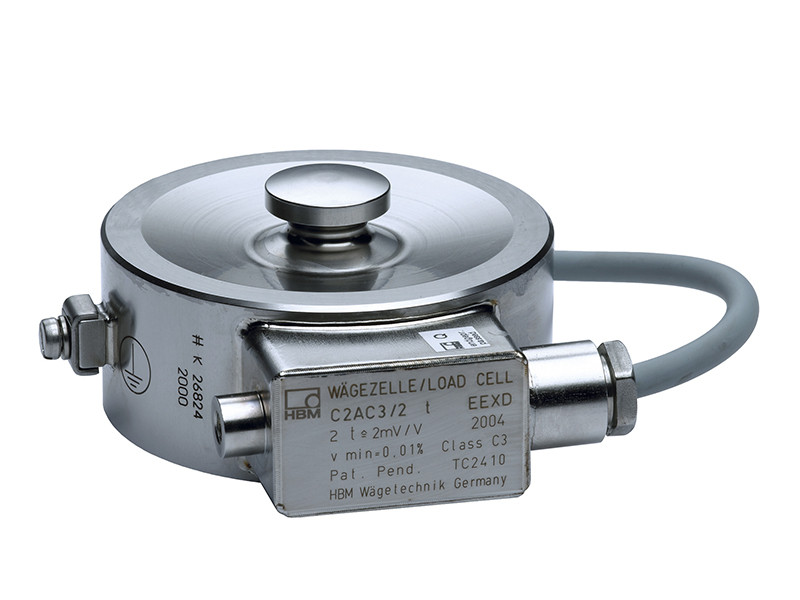 # K 26824
2000
HBM
WÄGEZELLE/LOAD CELL
C2AC3/2 t EEXD
2 t ≙ 2mV/V 2004
v min=0.01% Class C3
Pat. Pend. TC2410
HBM Wägetechnik Germany